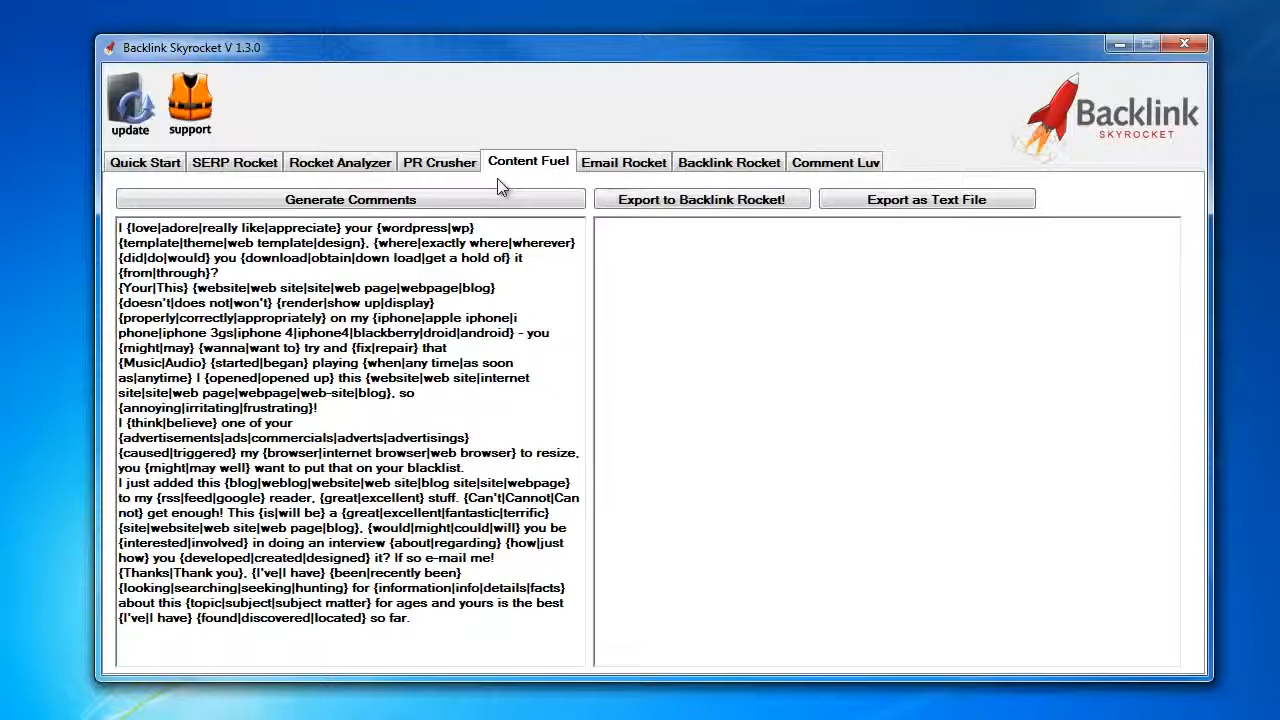 Backlink Skyrocket V 1.3.0
update
support
Backlink
SKYROCKET
Quick Start
SERP Rocket
Rocket Analyzer
PR Crusher
Content Fuel
Email Rocket
Backlink Rocket
Comment Luv
Generate Comments
Export to Backlink Rocket!
Export as Text File
I {love|adore|really like|appreciate} your {wordpress|wp}
{template|theme|web template|design}, {where|exactly where|wherever}
{did|do|would} you {download|obtain|down load|get a hold of} it
{from|through}?
{Your|This} {website|web site|site|web page|webpage|blog}
{doesn't|does not|won't} {render|show up|display}
{properly|correctly|appropriately} on my {iphone|apple iphone|i
phone|iphone 3gs|iphone 4|iphone4|blackberry|droid|android} - you
{might|may} {wanna|want to} try and {fix|repair} that
{Music|Audio} {started|began} playing {when|any time|as soon
as|anytime} I {opened|opened up} this {website|web site|internet
site|site|web page|webpage|web-site|blog}, so
{annoying|irritating|frustrating}!
I {think|believe} one of your
{advertisements|ads|commercials|adverts|advertisings}
{caused|triggered} my {browser|internet browser|web browser} to resize,
you {might|may well} want to put that on your blacklist.
I just added this {blog|weblog|website|web site|blog site|site|webpage}
to my {rss|feed|google} reader, {great|excellent} stuff. {Can't|Cannot|Can
not} get enough! This {is|will be} a {great|excellent|fantastic|terrific}
{site|website|web site|web page|blog}, {would|might|could|will} you be
{interested|involved} in doing an interview {about|regarding} {how|just
how} you {developed|created|designed} it? If so e-mail me!
{Thanks|Thank you}, {I've|I have} {been|recently been}
{looking|searching|seeking|hunting} for {information|info|details|facts}
about this {topic|subject|subject matter} for ages and yours is the best
{I've|I have} {found|discovered|located} so far.